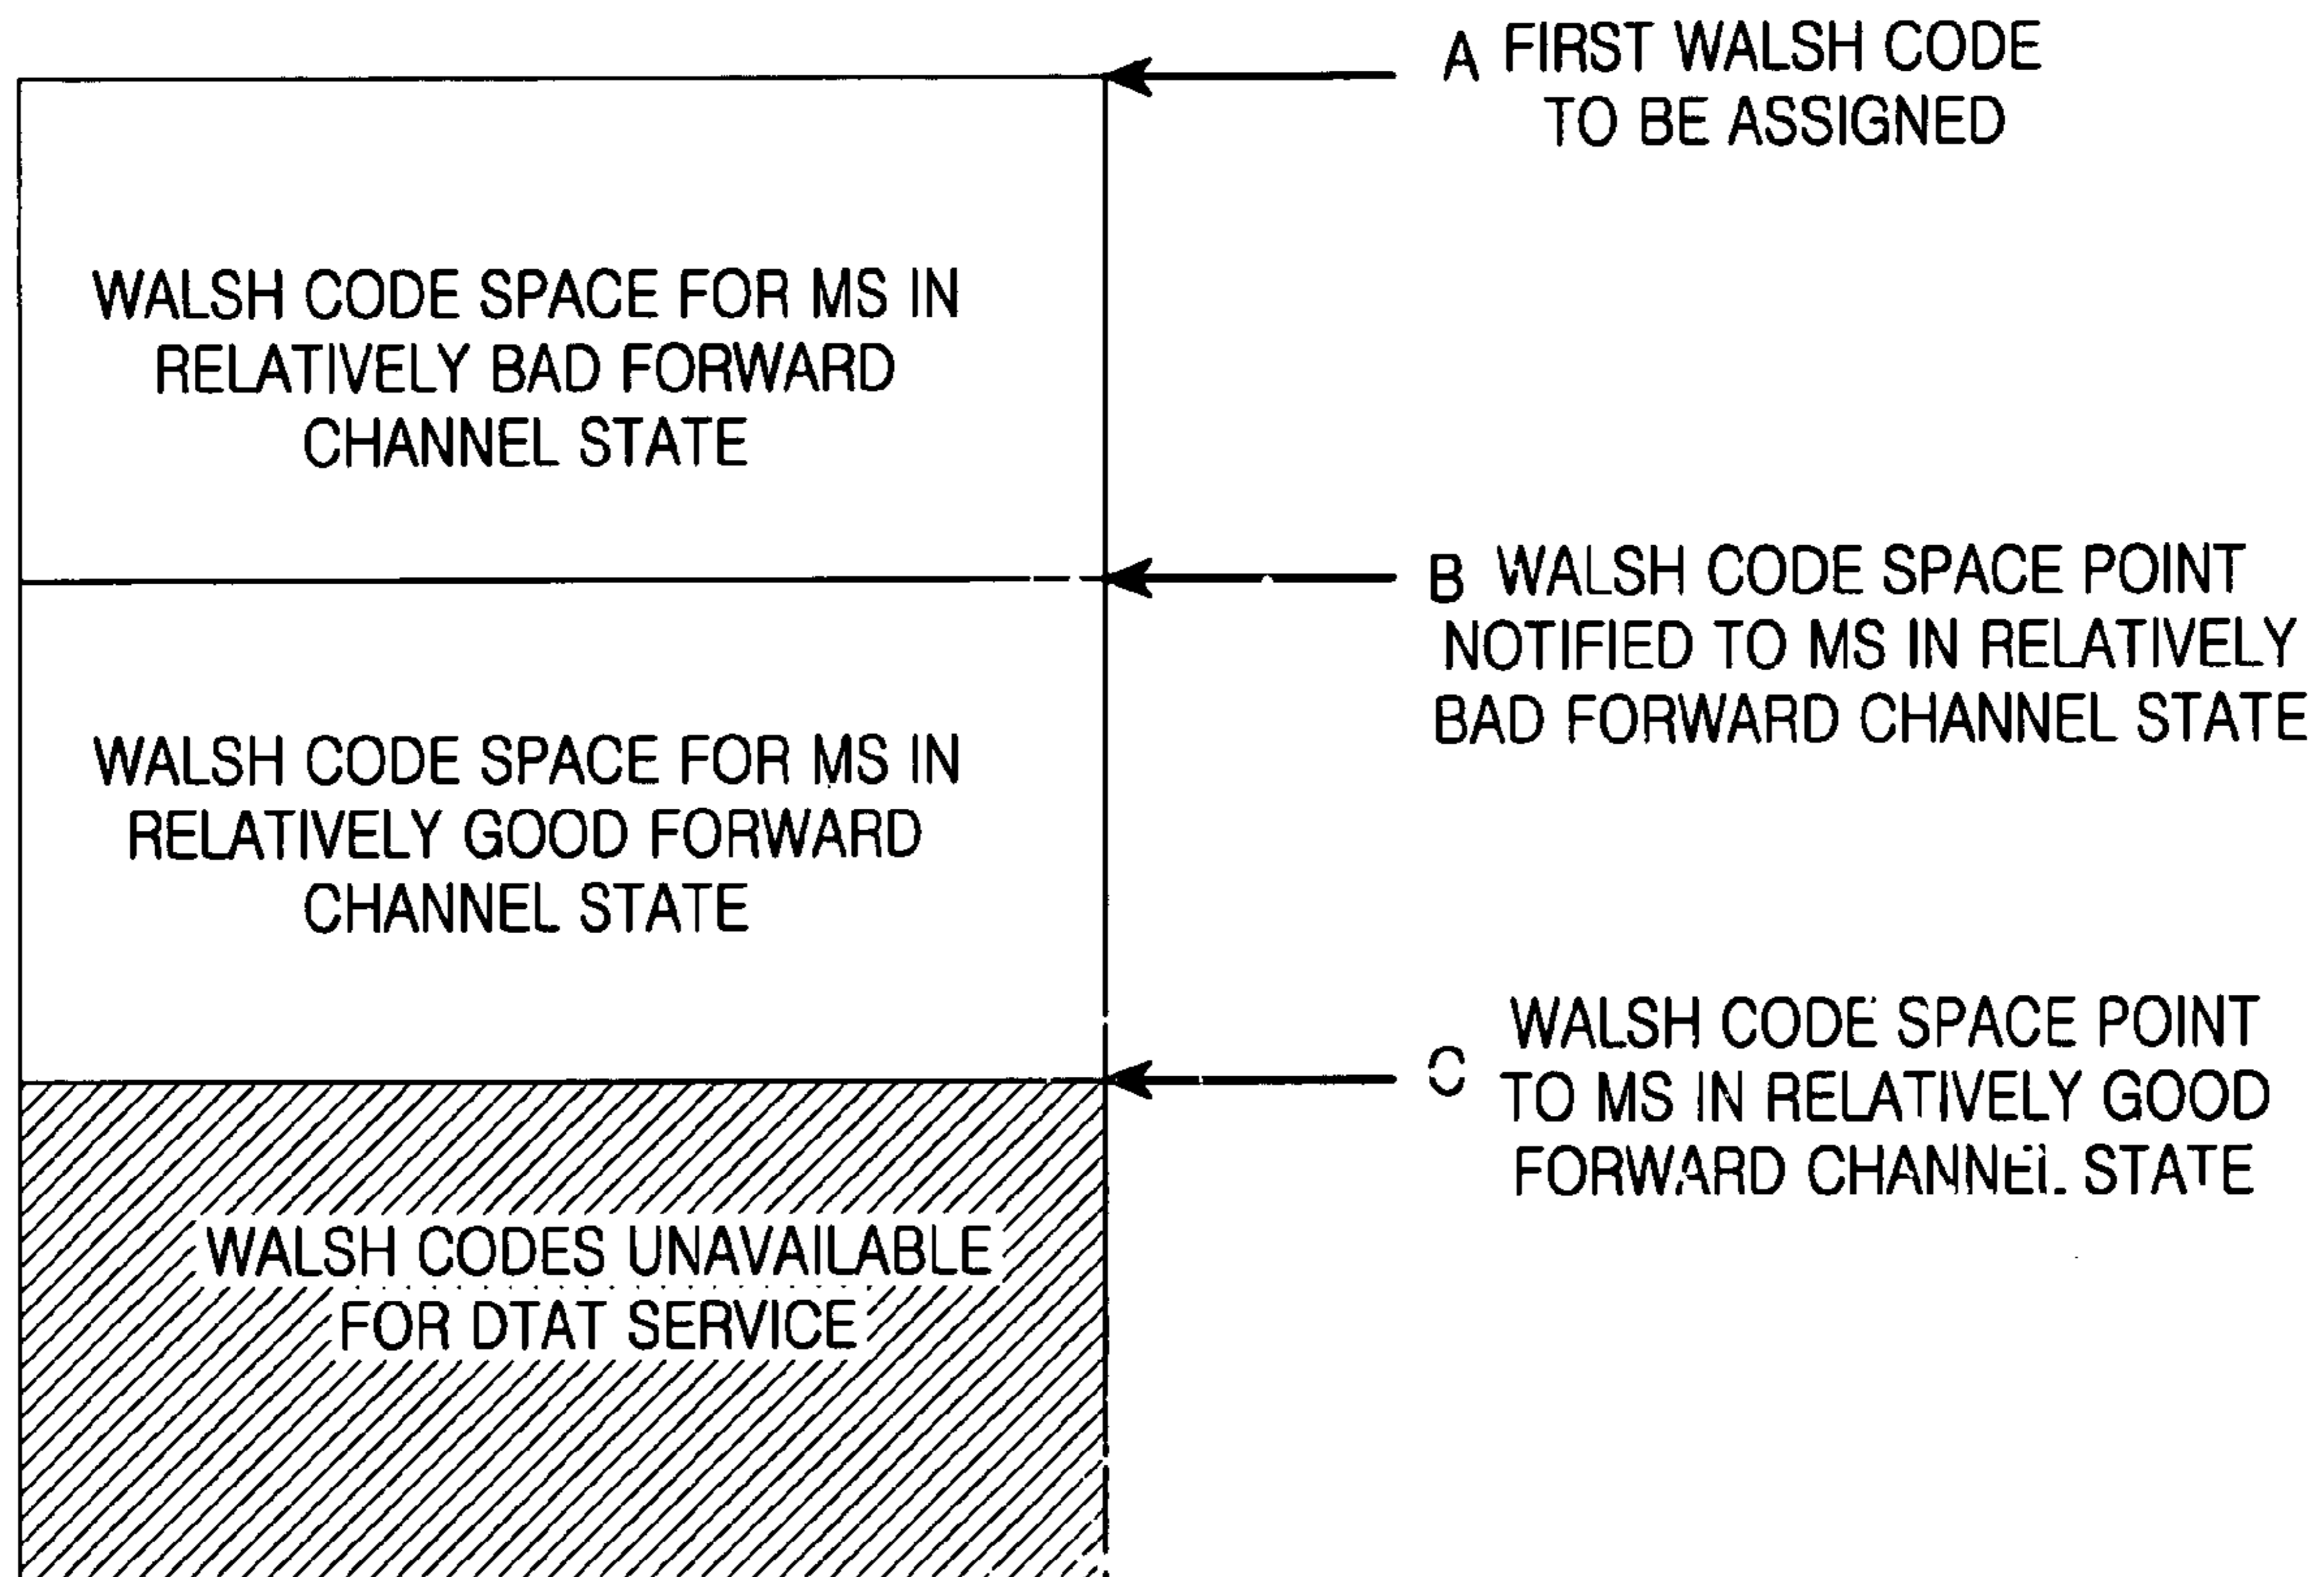 A FIRST WALSH CODE
TO BE ASSIGNED
WALSH CODE SPACE FOR MS IN
RELATIVELY BAD FORWARD
CHANNEL STATE
B WALSH CODE SPACE POINT
NOTIFIED TO MS IN RELATIVELY
BAD FORWARD CHANNEL STATE
WALSH CODE SPACE FOR MS IN
RELATIVELY GOOD FORWARD
CHANNEL STATE
C WALSH CODE SPACE POINT
TO MS IN RELATIVELY GOOD
FORWARD CHANNEL STATE
WALSH CODES UNAVAILABLE
FOR DTAT SERVICE